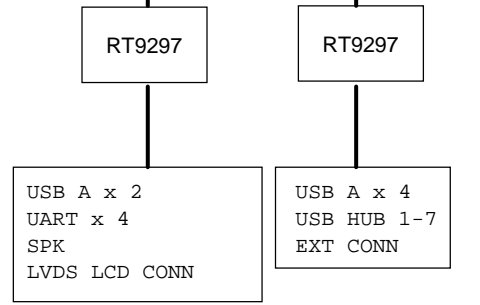 RT9297
RT9297
USB A x 2
UART x 4
SPK
LVDS LCD CONN
USB A x 4
USB HUB 1-7
EXT CONN